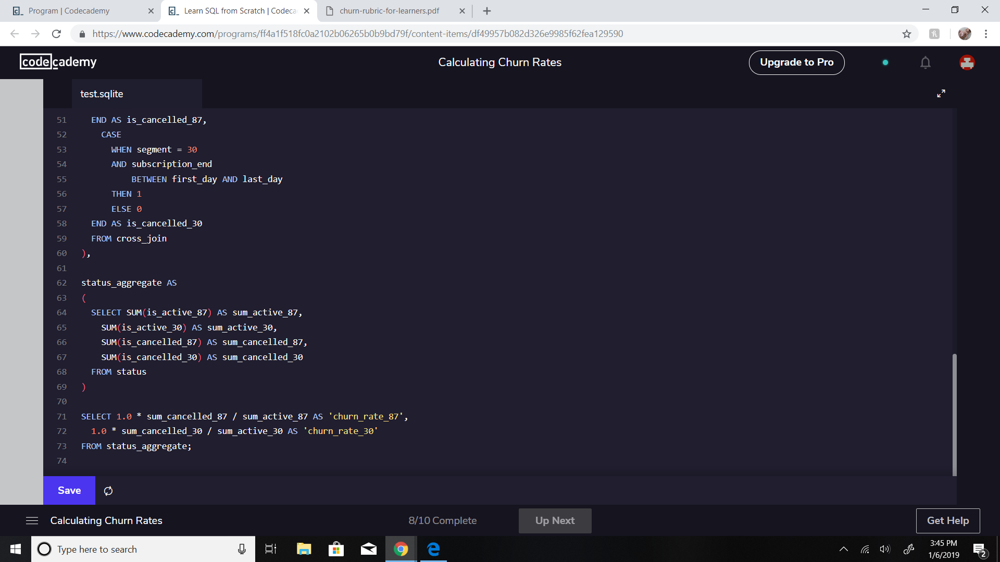 Program | Codecademy
Learn SQL from Scratch | Codeca
churn-rubric-for-learners.pdf
https://www.codecademy.com/programs/ff4a1f518fc0a2102b06265b0b9bd79f/content-items/df49957b082d326e9985f62fea129590
codecademy
Calculating Churn Rates
Upgrade to Pro
test.sqlite
51 END AS is_cancelled_87,
52 CASE
53 WHEN segment = 30
54 AND subscription_end
55 BETWEEN first_day AND last_day
56 THEN 1
57 ELSE 0
58 END AS is_cancelled_30
59 FROM cross_join
60 ),
61
62 status_aggregate AS
63 (
64 SELECT SUM(is_active_87) AS sum_active_87,
65 SUM(is_active_30) AS sum_active_30,
66 SUM(is_cancelled_87) AS sum_cancelled_87,
67 SUM(is_cancelled_30) AS sum_cancelled_30
68 FROM status
69 )
70
71 SELECT 1.0 * sum_cancelled_87 / sum_active_87 AS 'churn_rate_87',
72 1.0 * sum_cancelled_30 / sum_active_30 AS 'churn_rate_30'
73 FROM status_aggregate;
74
Save
Calculating Churn Rates
8/10 Complete
Up Next
Get Help
Type here to search
3:45 PM
1/6/2019
2